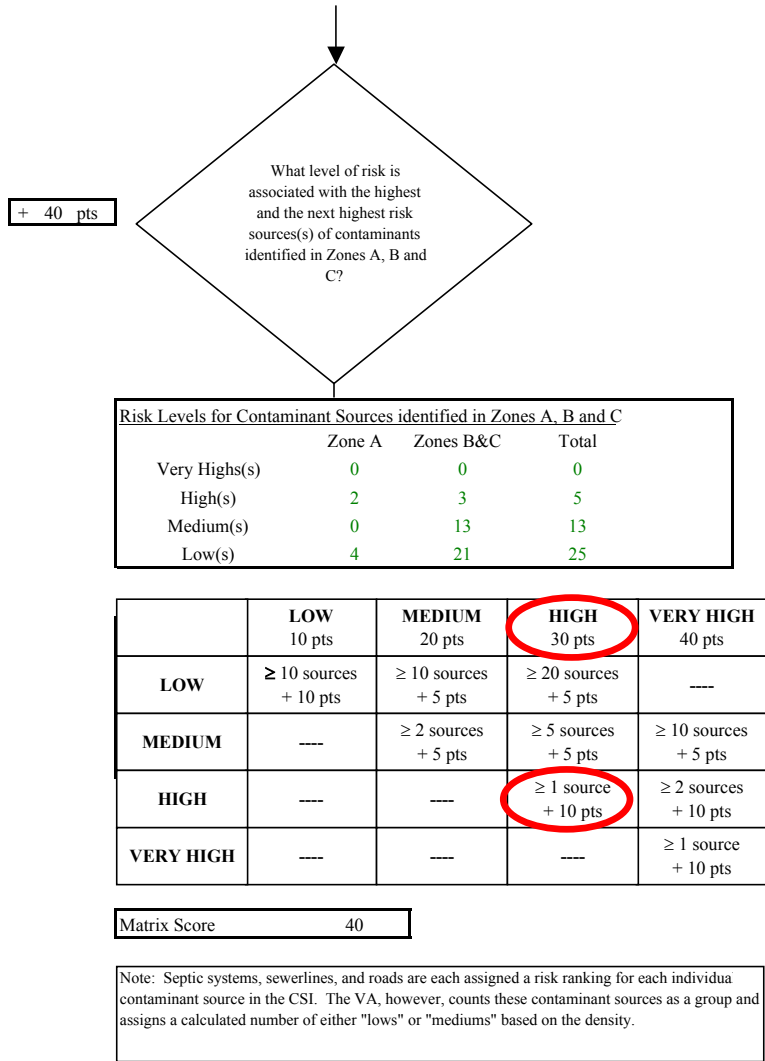 What level of risk is
associated with the highest
and the next highest risk
sources(s) of contaminants
identified in Zones A, B and
C?
+ 40 pts
Risk Levels for Contaminant Sources identified in Zones A, B and C
Zone A Zones B&C Total
Very Highs(s) 0 0 0
High(s) 2 3 5
Medium(s) 0 13 13
Low(s) 4 21 25
LOW MEDIUM HIGH VERY HIGH
10 pts 20 pts 30 pts 40 pts
LOW ≥ 10 sources ≥ 10 sources ≥ 20 sources ----
+ 10 pts + 5 pts + 5 pts
MEDIUM ---- ≥ 2 sources ≥ 5 sources ≥ 10 sources
+ 5 pts + 5 pts + 5 pts
HIGH ---- ---- ≥ 1 source ≥ 2 sources
+ 10 pts + 10 pts
VERY HIGH ---- ---- ---- ≥ 1 source
+ 10 pts
Matrix Score 40
Note: Septic systems, sewerlines, and roads are each assigned a risk ranking for each individua
contaminant source in the CSI. The VA, however, counts these contaminant sources as a group and
assigns a calculated number of either "lows" or "mediums" based on the density.